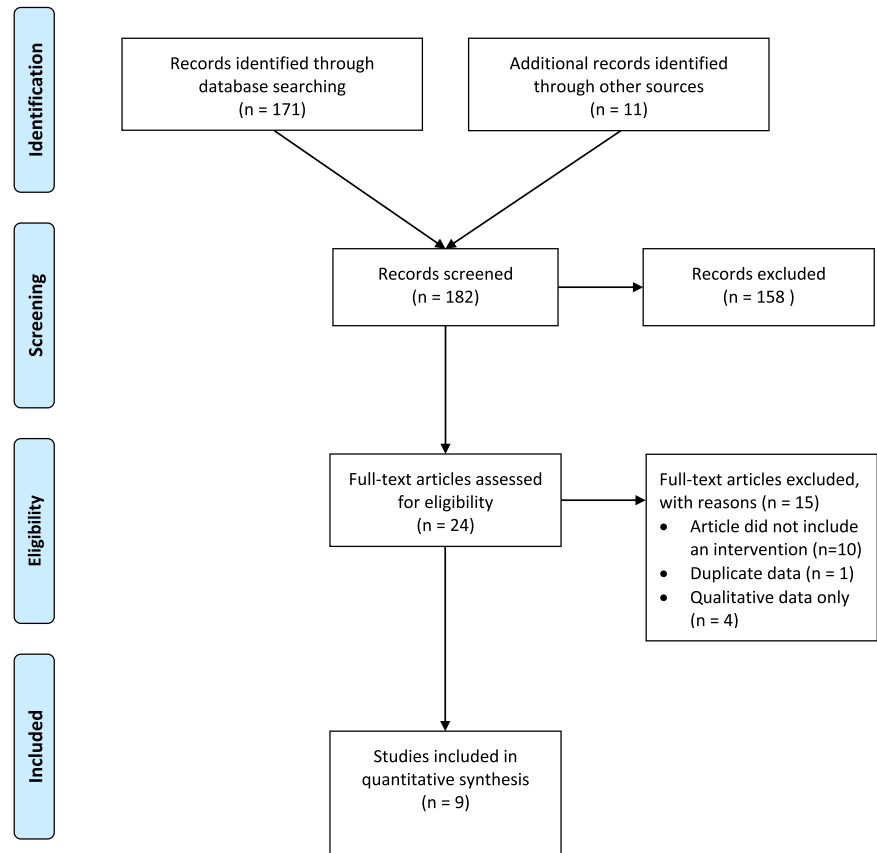 Identification
Records identified through
database searching
(n = 171)
Additional records identified
through other sources
(n = 11)
Screening
Records screened
(n = 182)
Records excluded
(n = 158 )
Eligibility
Full-text articles assessed
for eligibility
(n = 24)
Full-text articles excluded,
with reasons (n = 15)
• Article did not include
an intervention (n=10)
• Duplicate data (n = 1)
• Qualitative data only
(n = 4)
Included
Studies included in
quantitative synthesis
(n = 9)